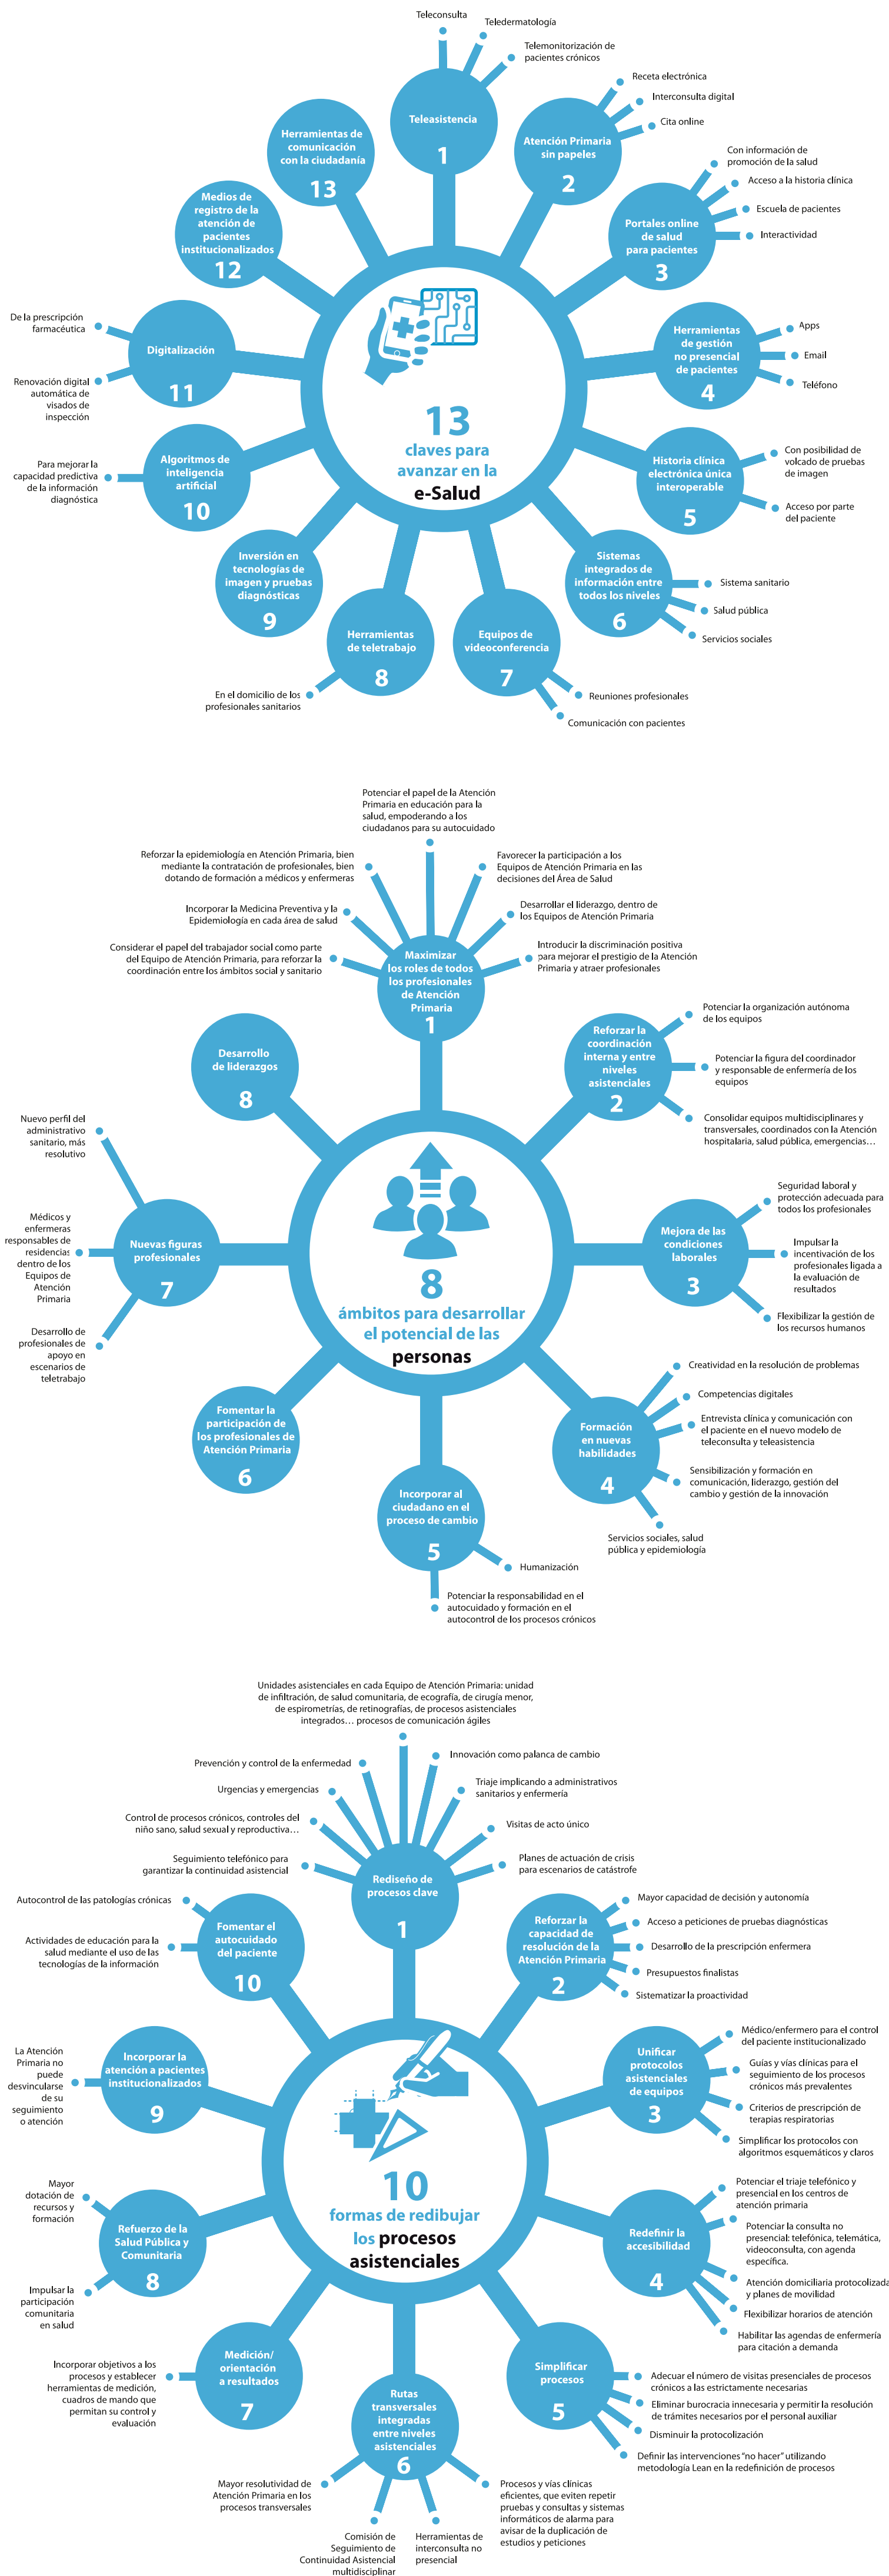 Teleconsulta
Teledermatología
Telemonitorización de
pacientes crónicos
Teleasistencia
1
Receta electrónica
Interconsulta digital
Cita online
Atención Primaria
sin papeles
2
Con información de
promoción de la salud
Acceso a la historia clínica
Escuela de pacientes
Interactividad
Portales online
de salud
para pacientes
3
Apps
Email
Teléfono
Herramientas
de gestión
no presencial
de pacientes
4
Con posibilidad de
volcado de pruebas
de imagen
Acceso por parte
del paciente
Historia clínica
electrónica única
interoperable
5
Sistemas
integrados de
información entre
todos los niveles
6
Sistema sanitario
Salud pública
Servicios sociales
Equipos de
videoconferencia
7
Reuniones profesionales
Comunicación con pacientes
Herramientas
de teletrabajo
8
En el domicilio de los
profesionales sanitarios
Inversión en
tecnologías de
imagen y pruebas
diagnósticas
9
Algoritmos de
inteligencia
artificial
10
Para mejorar la
capacidad predictiva
de la información
diagnóstica
Digitalización
11
De la prescripción
farmacéutica
Renovación digital
automática de
visados de
inspección
Medios de
registro de la
atención de
pacientes
institucionalizados
12
Herramientas de
comunicación
con la ciudadanía
13
13
claves para
avanzar en la
e-Salud
Potenciar el papel de la Atención
Primaria en educación para la
salud, empoderando a los
ciudadanos para su autocuidado
Reforzar la epidemiología en Atención Primaria, bien
mediante la contratación de profesionales, bien
dotando de formación a médicos y enfermeras
Incorporar la Medicina Preventiva y la
Epidemiología en cada área de salud
Considerar el papel del trabajador social como parte
del Equipo de Atención Primaria, para reforzar la
coordinación entre los ámbitos social y sanitario
Favorecer la participación a los
Equipos de Atención Primaria en las
decisiones del Área de Salud
Desarrollar el liderazgo, dentro de
los Equipos de Atención Primaria
Introducir la discriminación positiva
para mejorar el prestigio de la Atención
Primaria y atraer profesionales
Maximizar
los roles de todos
los profesionales
de Atención
Primaria
1
Reforzar la
coordinación
interna y entre
niveles
asistenciales
2
Potenciar la organización autónoma
de los equipos
Potenciar la figura del coordinador
y responsable de enfermería de los
equipos
Consolidar equipos multidisciplinares y
transversales, coordinados con la Atención
hospitalaria, salud pública, emergencias…
Mejora de las
condiciones
laborales
3
Seguridad laboral y
protección adecuada para
todos los profesionales
Impulsar la
incentivación de los
profesionales ligada a
la evaluación de
resultados
Flexibilizar la gestión de
los recursos humanos
Formación
en nuevas
habilidades
4
Creatividad en la resolución de problemas
Competencias digitales
Entrevista clínica y comunicación con
el paciente en el nuevo modelo de
teleconsulta y teleasistencia
Sensibilización y formación en
comunicación, liderazgo, gestión del
cambio y gestión de la innovación
Servicios sociales, salud
pública y epidemiología
Incorporar al
ciudadano en el
proceso de cambio
5
Humanización
Potenciar la responsabilidad en el
autocuidado y formación en el
autocontrol de los procesos crónicos
Fomentar la
participación de
los profesionales de
Atención Primaria
6
Nuevas figuras
profesionales
7
Nuevo perfil del
administrativo
sanitario, más
resolutivo
Médicos y
enfermeras
responsables de
residencias
dentro de los
Equipos de
Atención
Primaria
Desarrollo de
profesionales de
apoyo en
escenarios de
teletrabajo
Desarrollo
de liderazgos
8
8
ámbitos para desarrollar
el potencial de las
personas
Unidades asistenciales en cada Equipo de Atención Primaria: unidad
de infiltración, de salud comunitaria, de ecografía, de cirugía menor,
de espirometrías, de retinografías, de procesos asistenciales
integrados… procesos de comunicación ágiles
Prevención y control de la enfermedad
Urgencias y emergencias
Control de procesos crónicos, controles del
niño sano, salud sexual y reproductiva…
Seguimiento telefónico para
garantizar la continuidad asistencial
Innovación como palanca de cambio
Triaje implicando a administrativos
sanitarios y enfermería
Visitas de acto único
Planes de actuación de crisis
para escenarios de catástrofe
Rediseño de
procesos clave
1
Reforzar la
capacidad de
resolución de la
Atención Primaria
2
Mayor capacidad de decisión y autonomía
Acceso a peticiones de pruebas diagnósticas
Desarrollo de la prescripción enfermera
Presupuestos finalistas
Sistematizar la proactividad
Unificar
protocolos
asistenciales
de equipos
3
Médico/enfermero para el control
del paciente institucionalizado
Guías y vías clínicas para el
seguimiento de los procesos
crónicos más prevalentes
Criterios de prescripción de
terapias respiratorias
Simplificar los protocolos con
algoritmos esquemáticos y claros
Redefinir la
accesibilidad
4
Potenciar el triaje telefónico y
presencial en los centros de
atención primaria
Potenciar la consulta no
presencial: telefónica, telemática,
videoconsulta, con agenda
específica.
Atención domiciliaria protocolizada
y planes de movilidad
Flexibilizar horarios de atención
Habilitar las agendas de enfermería
para citación a demanda
Simplificar
procesos
5
Adecuar el número de visitas presenciales de procesos
crónicos a las estrictamente necesarias
Eliminar burocracia innecesaria y permitir la resolución
de trámites necesarios por el personal auxiliar
Disminuir la protocolización
Definir las intervenciones “no hacer” utilizando
metodología Lean en la redefinición de procesos
Rutas
transversales
integradas
entre niveles
asistenciales
6
Mayor resolutividad de
Atención Primaria en los
procesos transversales
Comisión de
Seguimiento de
Continuidad Asistencial
multidisciplinar
Herramientas de
interconsulta no
presencial
Procesos y vías clínicas
eficientes, que eviten repetir
pruebas y consultas y sistemas
informáticos de alarma para
avisar de la duplicación de
estudios y peticiones
Medición/
orientación
a resultados
7
Incorporar objetivos a los
procesos y establecer
herramientas de medición,
cuadros de mando que
permitan su control y
evaluación
Refuerzo de la
Salud Pública y
Comunitaria
8
Mayor
dotación de
recursos y
formación
Impulsar la
participación
comunitaria
en salud
Incorporar la
atención a pacientes
institucionalizados
9
La Atención
Primaria no
puede
desvincularse
de su
seguimiento
o atención
Fomentar el
autocuidado
del paciente
10
Autocontrol de las patologías crónicas
Actividades de educación para la
salud mediante el uso de las
tecnologías de la información
10
formas de redibujar
los procesos
asistenciales